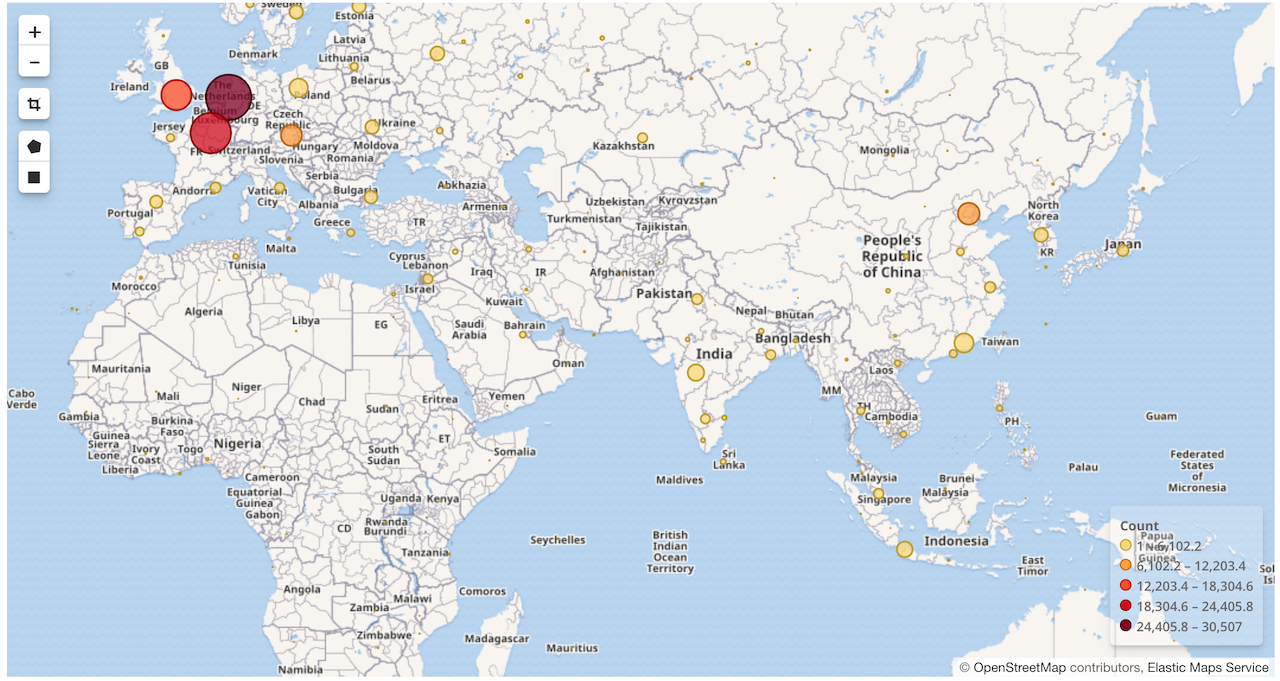 +
Sweden
Estonia
Latvia
Denmark
Lithuania
GB
Ireland
Belarus
The
Netherlands
DE
Poland
Belgium
Luxembourg
Czech
Republic
Jersey
Ukraine
FR
Switzerland
Hungary
Moldova
Slovenia
Romania
Kazakhstan
Mongolia
Serbia
Andorra
Vatican
City
Bulgaria
Abkhazia
Albania
Uzbekistan
Kyrgyzstan
Armenia
Portugal
Greece
TR
Turkmenistan
Tajikistan
North
Korea
People's
Republic
of China
KR
Japan
Malta
Cyprus
Lebanon
Tunisia
Iraq
IR
Afghanistan
Morocco
Israel
Pakistan
Kuwait
Algeria
Libya
EG
Saudi
Arabia
Bahrain
Nepal
Bhutan
Bangladesh
Taiwan
India
Oman
Mauritania
Laos
Niger
MM
Cabo
Verde
Mali
Chad
Sudan
Eritrea
Yemen
TH
Gambia
Cambodia
Guam
Burkina
Faso
PH
Guinea
Nigeria
ET
Sierra
Leone
Ivory
Coast
Togo
South
Sudan
Somalia
Sri
Lanka
Liberia
Federated
States
of
Micronesia
Palau
Cameroon
Maldives
Malaysia
Brunei
Equatorial
Guinea
Malaysia
Uganda
Kenya
Singapore
Gabon
CD
Rwanda
Burundi
Count
Seychelles
British
Indian
Ocean
Territory
Indonesia
Papua
New
Guinea
1 – 6,102.2
Tanzania
East
Timor
6,102.2 – 12,203.4
12,203.4 – 18,304.6
Angola
Comoros
Malawi
18,304.6 – 24,405.8
Zambia
24,405.8 – 30,507
Zimbabwe
Madagascar
Mauritius
Namibia
© OpenStreetMap contributors, Elastic Maps Service